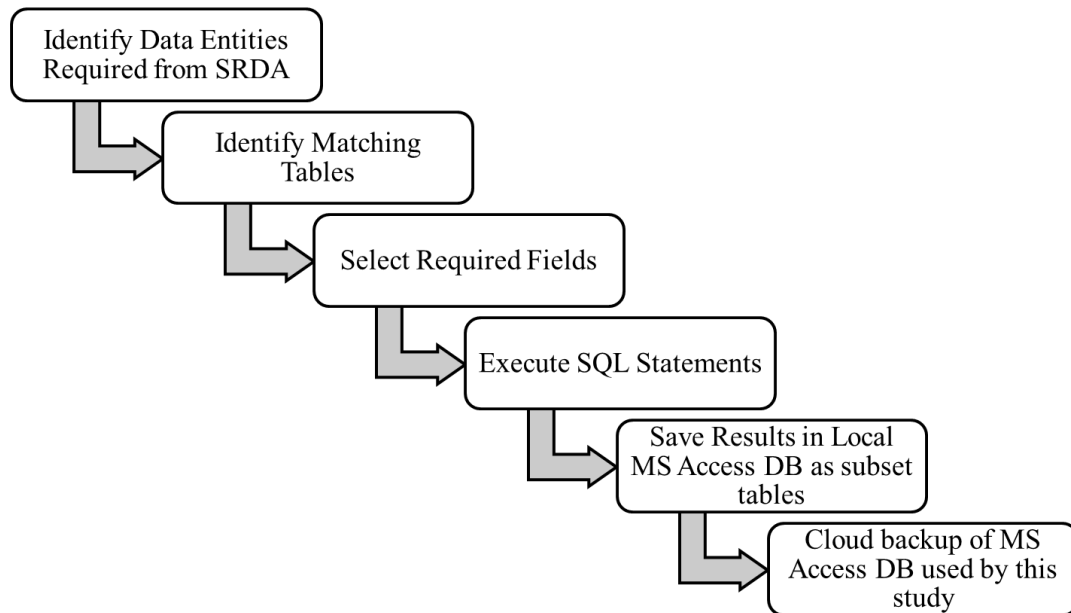 Identify Data Entities
Required from SRDA
Identify Matching
Tables
Select Required Fields
Execute SQL Statements
Save Results in Local
MS Access DB as subset
tables
Cloud backup of MS
Access DB used by this
study